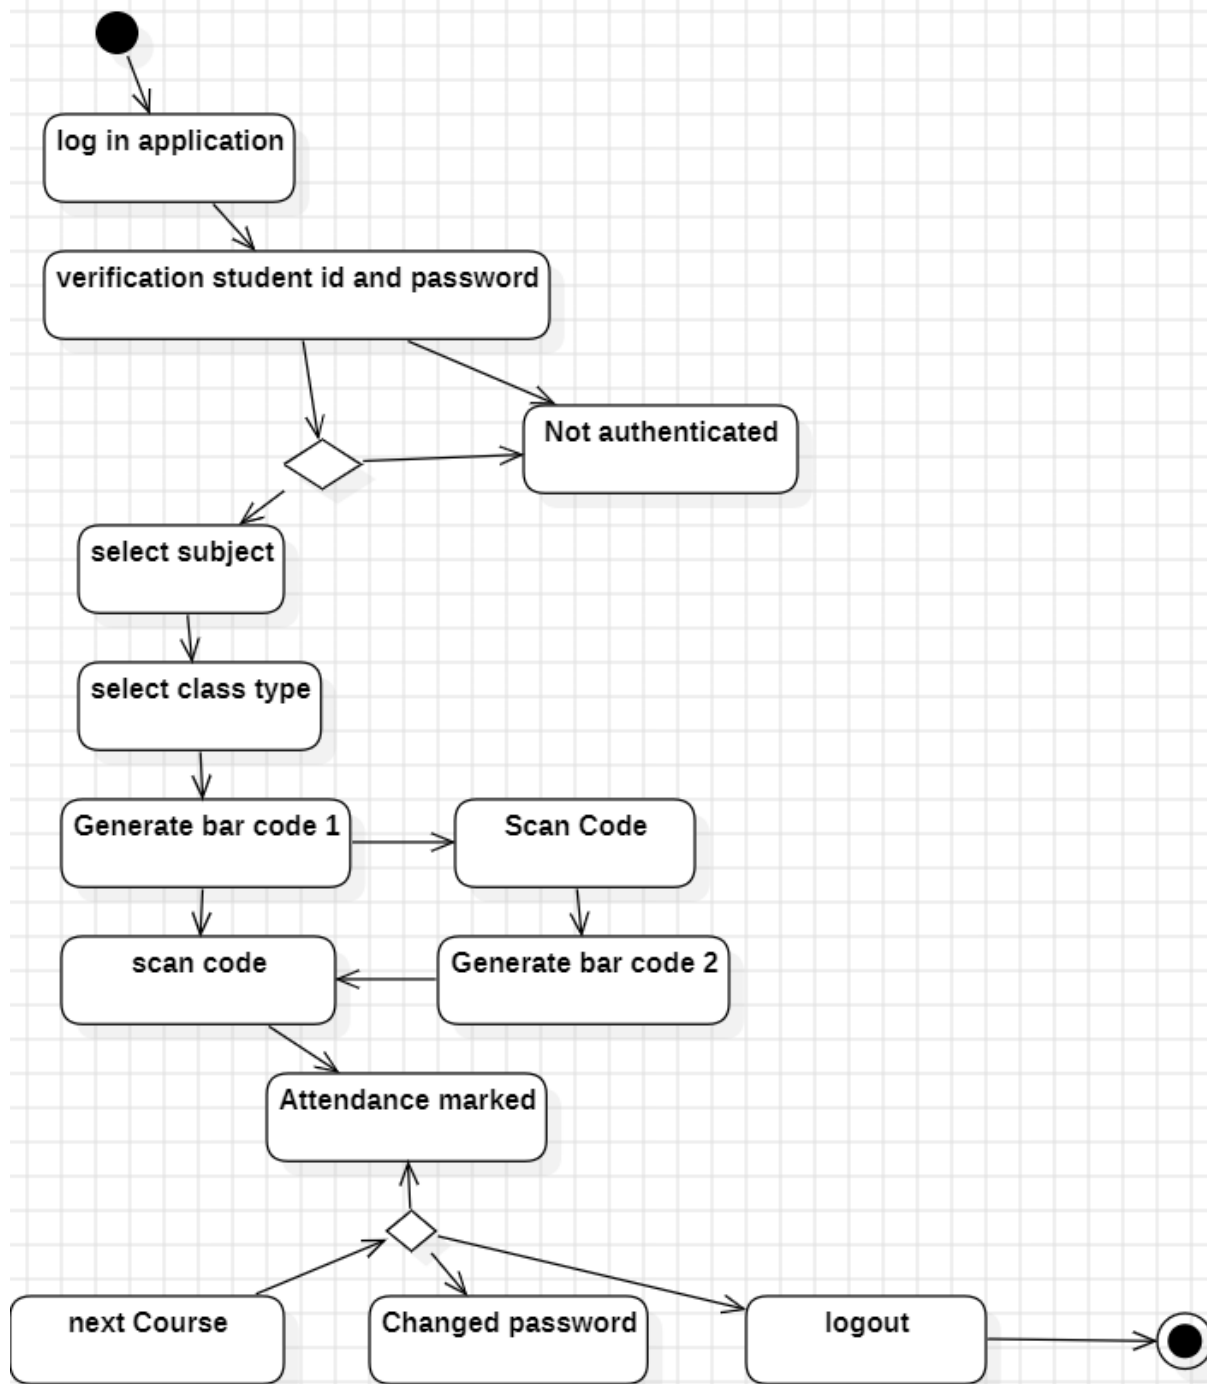 log in application
verification student id and password
Not authenticated
select subject
select class type
Generate bar code 1
Scan Code
scan code
Generate bar code 2
Attendance marked
next Course
Changed password
logout